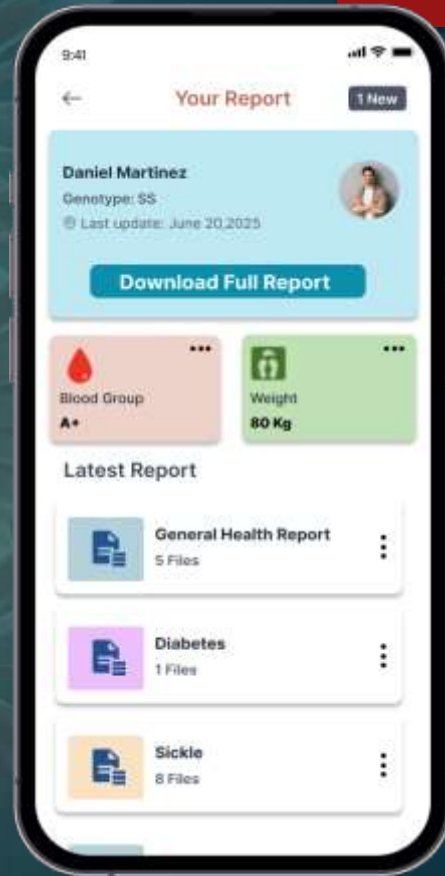 9:41
Your Report
1 New
Daniel Martinez
Genotype: SS
Last update: June 20,2025
Download Full Report
Blood Group
A+
Weight
80 Kg
Latest Report
General Health Report
5 Files
Diabetes
1 Files
Sickle
8 Files